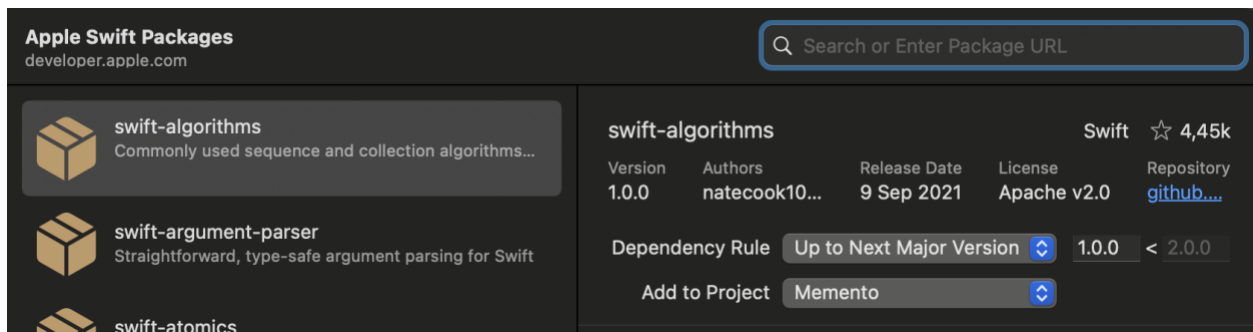 Apple Swift Packages
developer.apple.com
Search or Enter Package URL
swift-algorithms
Commonly used sequence and collection algorithms...
swift-argument-parser
Straightforward, type-safe argument parsing for Swift
swift-atomics
swift-algorithms
Swift ☆ 4,45k
Version Authors Release Date License Repository
1.0.0 natecook10... 9 Sep 2021 Apache v2.0 github....
Dependency Rule Up to Next Major Version 1.0.0 < 2.0.0
Add to Project Memento